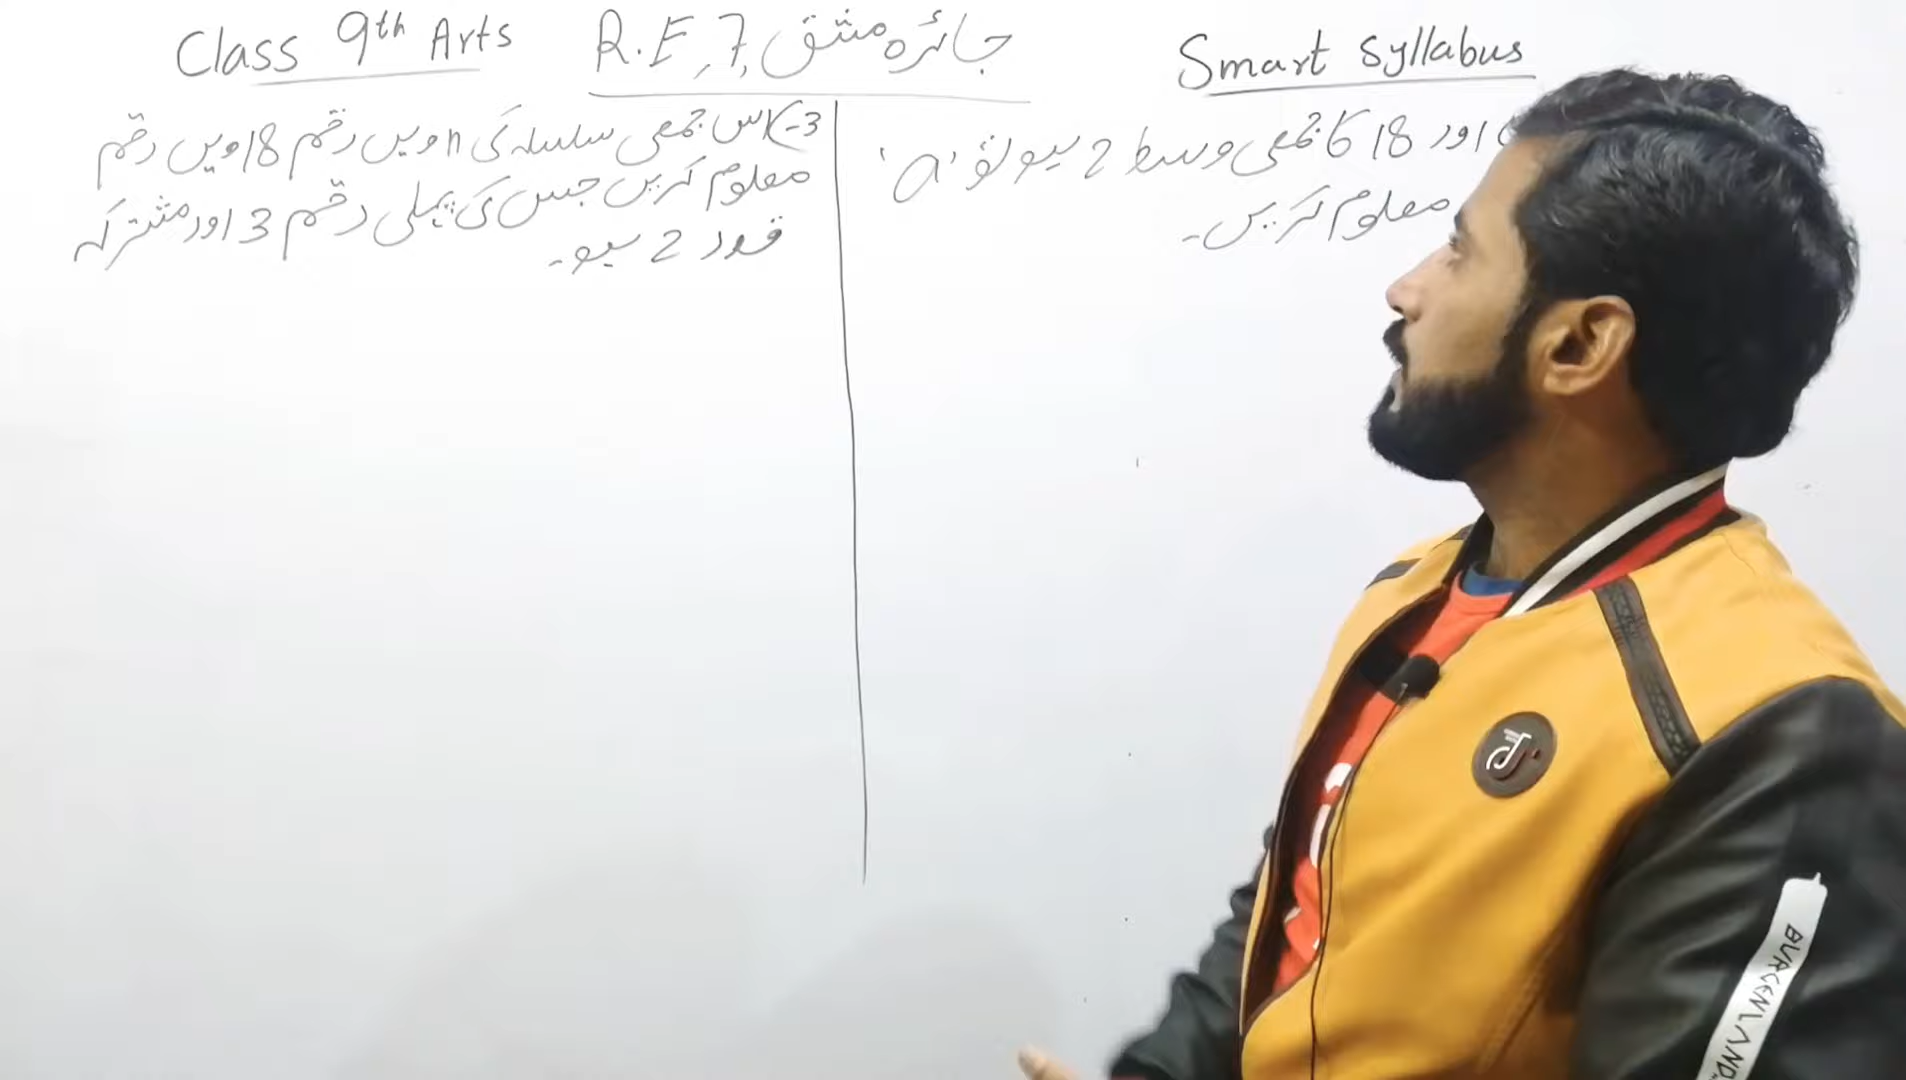 Class 9th Arts
R.E, 7, جائزہ مشق
Smart Syllabus
اور 18 کا جمعی وسط 2 ہو تو 'a'
معلوم کریں۔
3-) اس جمعی سلسلہ کی n ویں رقم 18 ویں رقم
معلوم کریں جس کی پہلی رقم 3 اور مشترکہ
فرق 2 ہو۔
BURGENLAND